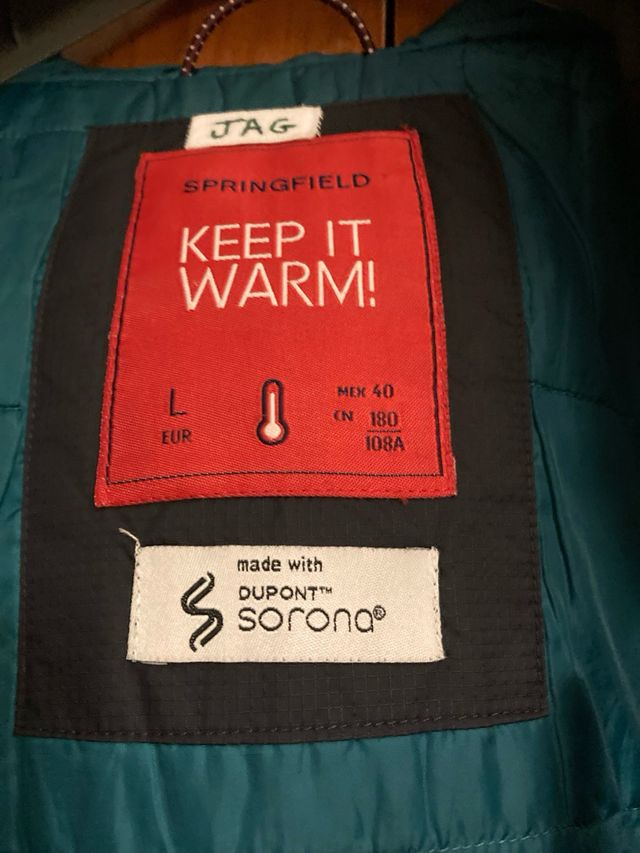 JAG
SPRINGFIELD
KEEP IT
WARM!
L
EUR
MEX 40
CN 180
108A
made with
DUPONT™
sorona®